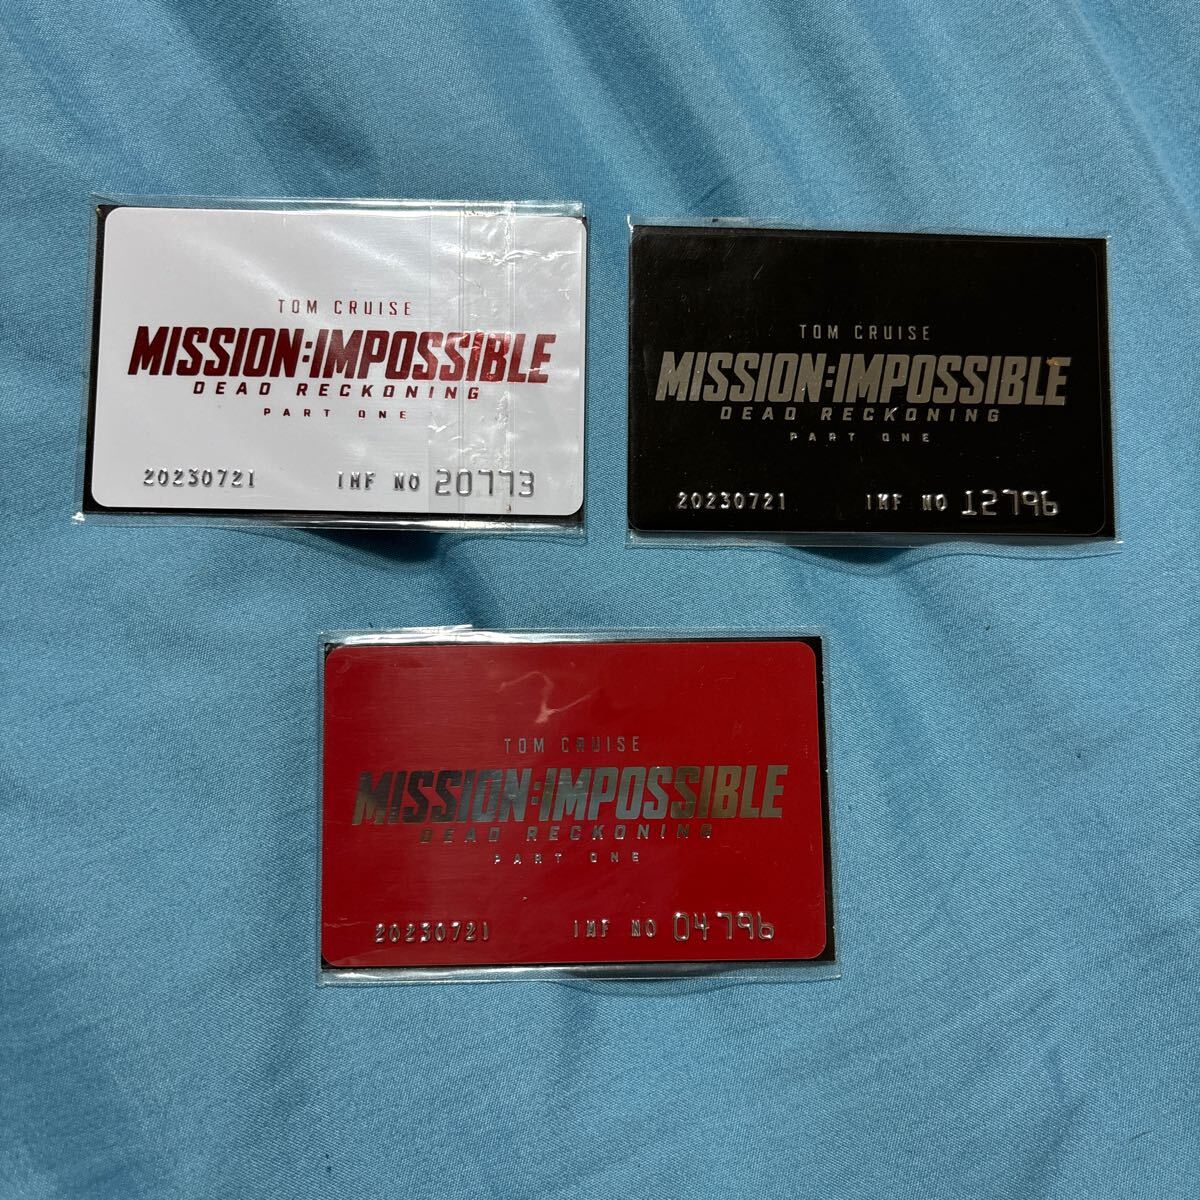 TOM CRUISE
MISSION:IMPOSSIBLE
DEAD RECKONING
PART ONE
20230721 IMF NO 20773
TOM CRUISE
MISSION:IMPOSSIBLE
DEAD RECKONING
PART ONE
20230721 IMF NO 12796
TOM CRUISE
MISSION:IMPOSSIBLE
DEAD RECKONING
PART ONE
20230721 IMF NO 04796